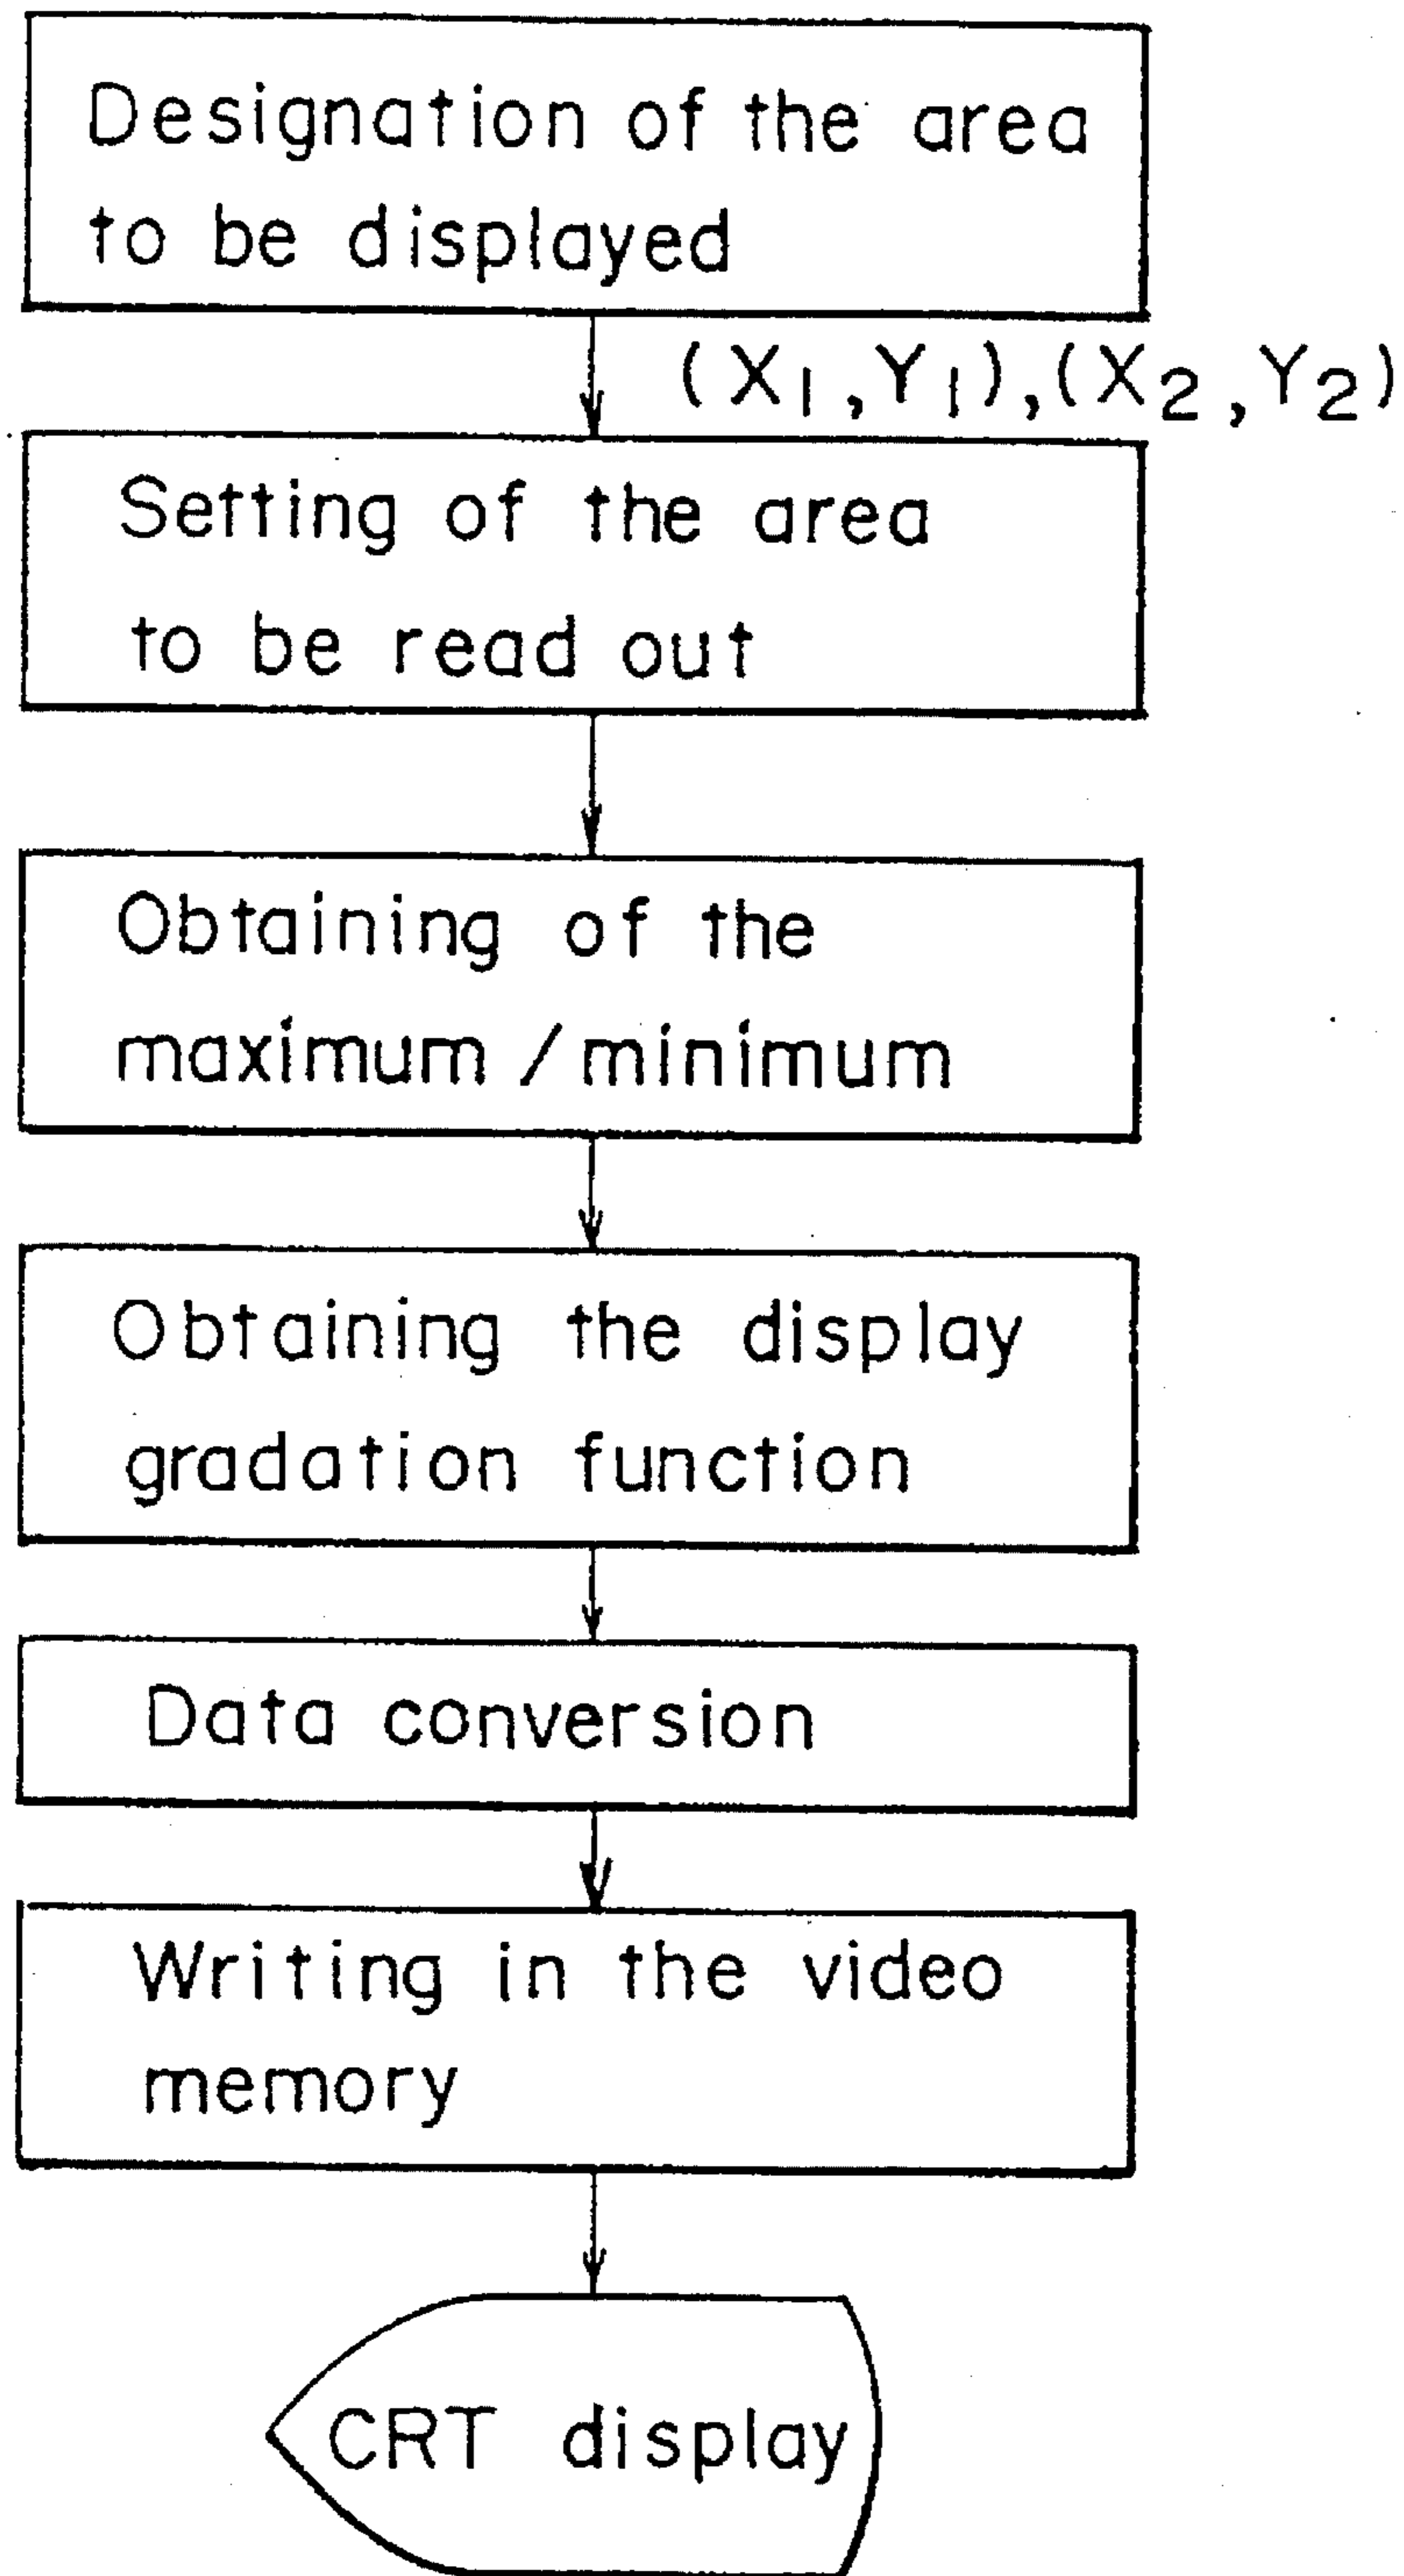 Designation of the area
to be displayed
(X₁,Y₁),(X₂,Y₂)
Setting of the area
to be read out
Obtaining of the
maximum / minimum
Obtaining the display
gradation function
Data conversion
Writing in the video
memory
CRT display